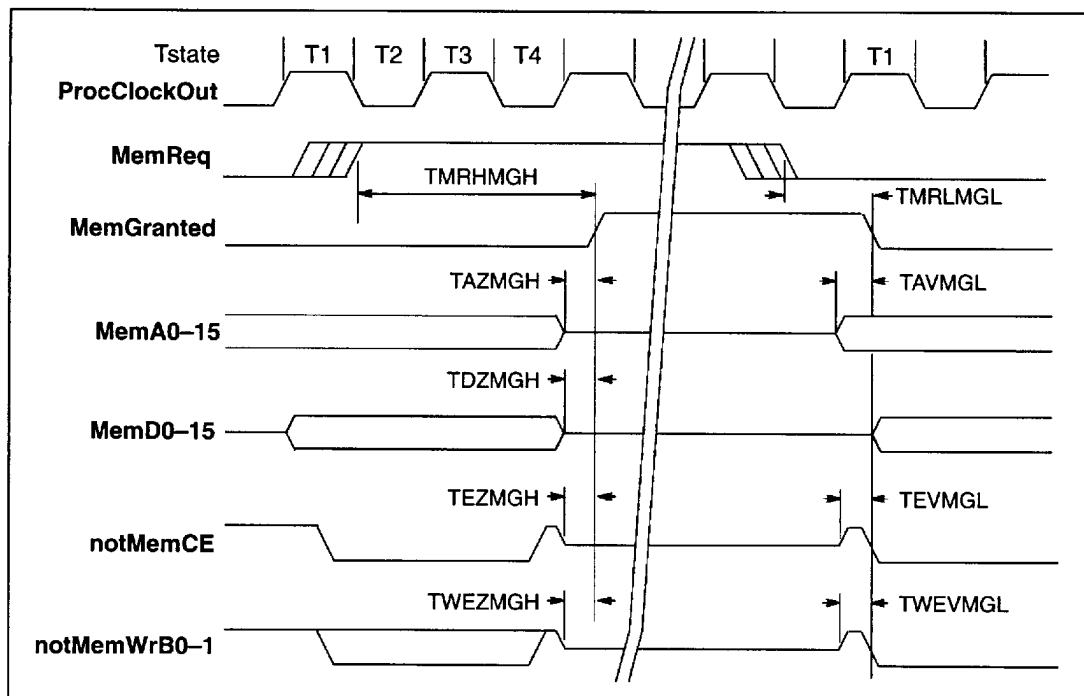 Tstate T1 T2 T3 T4 T1
ProcClockOut
MemReq
TMRHMGH
TMRLMGL
MemGranted
TAZMGH TAVMGL
MemA0–15
TDZMGH
MemD0–15
TEZMGH TEVMGL
notMemCE
TWEZMGH TWEVMGL
notMemWrB0–1